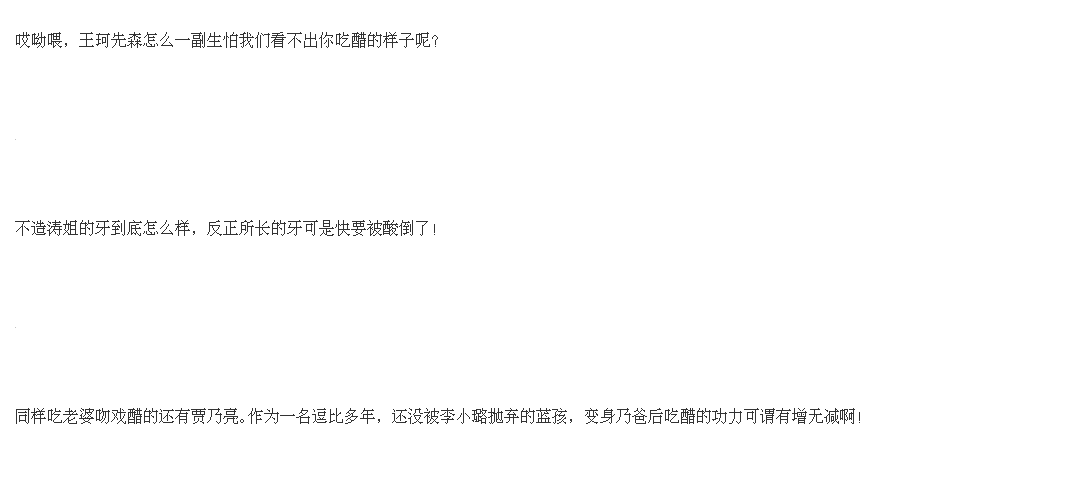 哎呦喂，王珂先森怎么一副生怕我们看不出你吃醋的样子呢？
不造涛姐的牙到底怎么样，反正所长的牙可是快要被酸倒了！
同样吃老婆吻戏醋的还有贾乃亮。作为一名逗比多年，还没被李小璐抛弃的蓝孩，变身乃爸后吃醋的功力可谓有增无减啊！